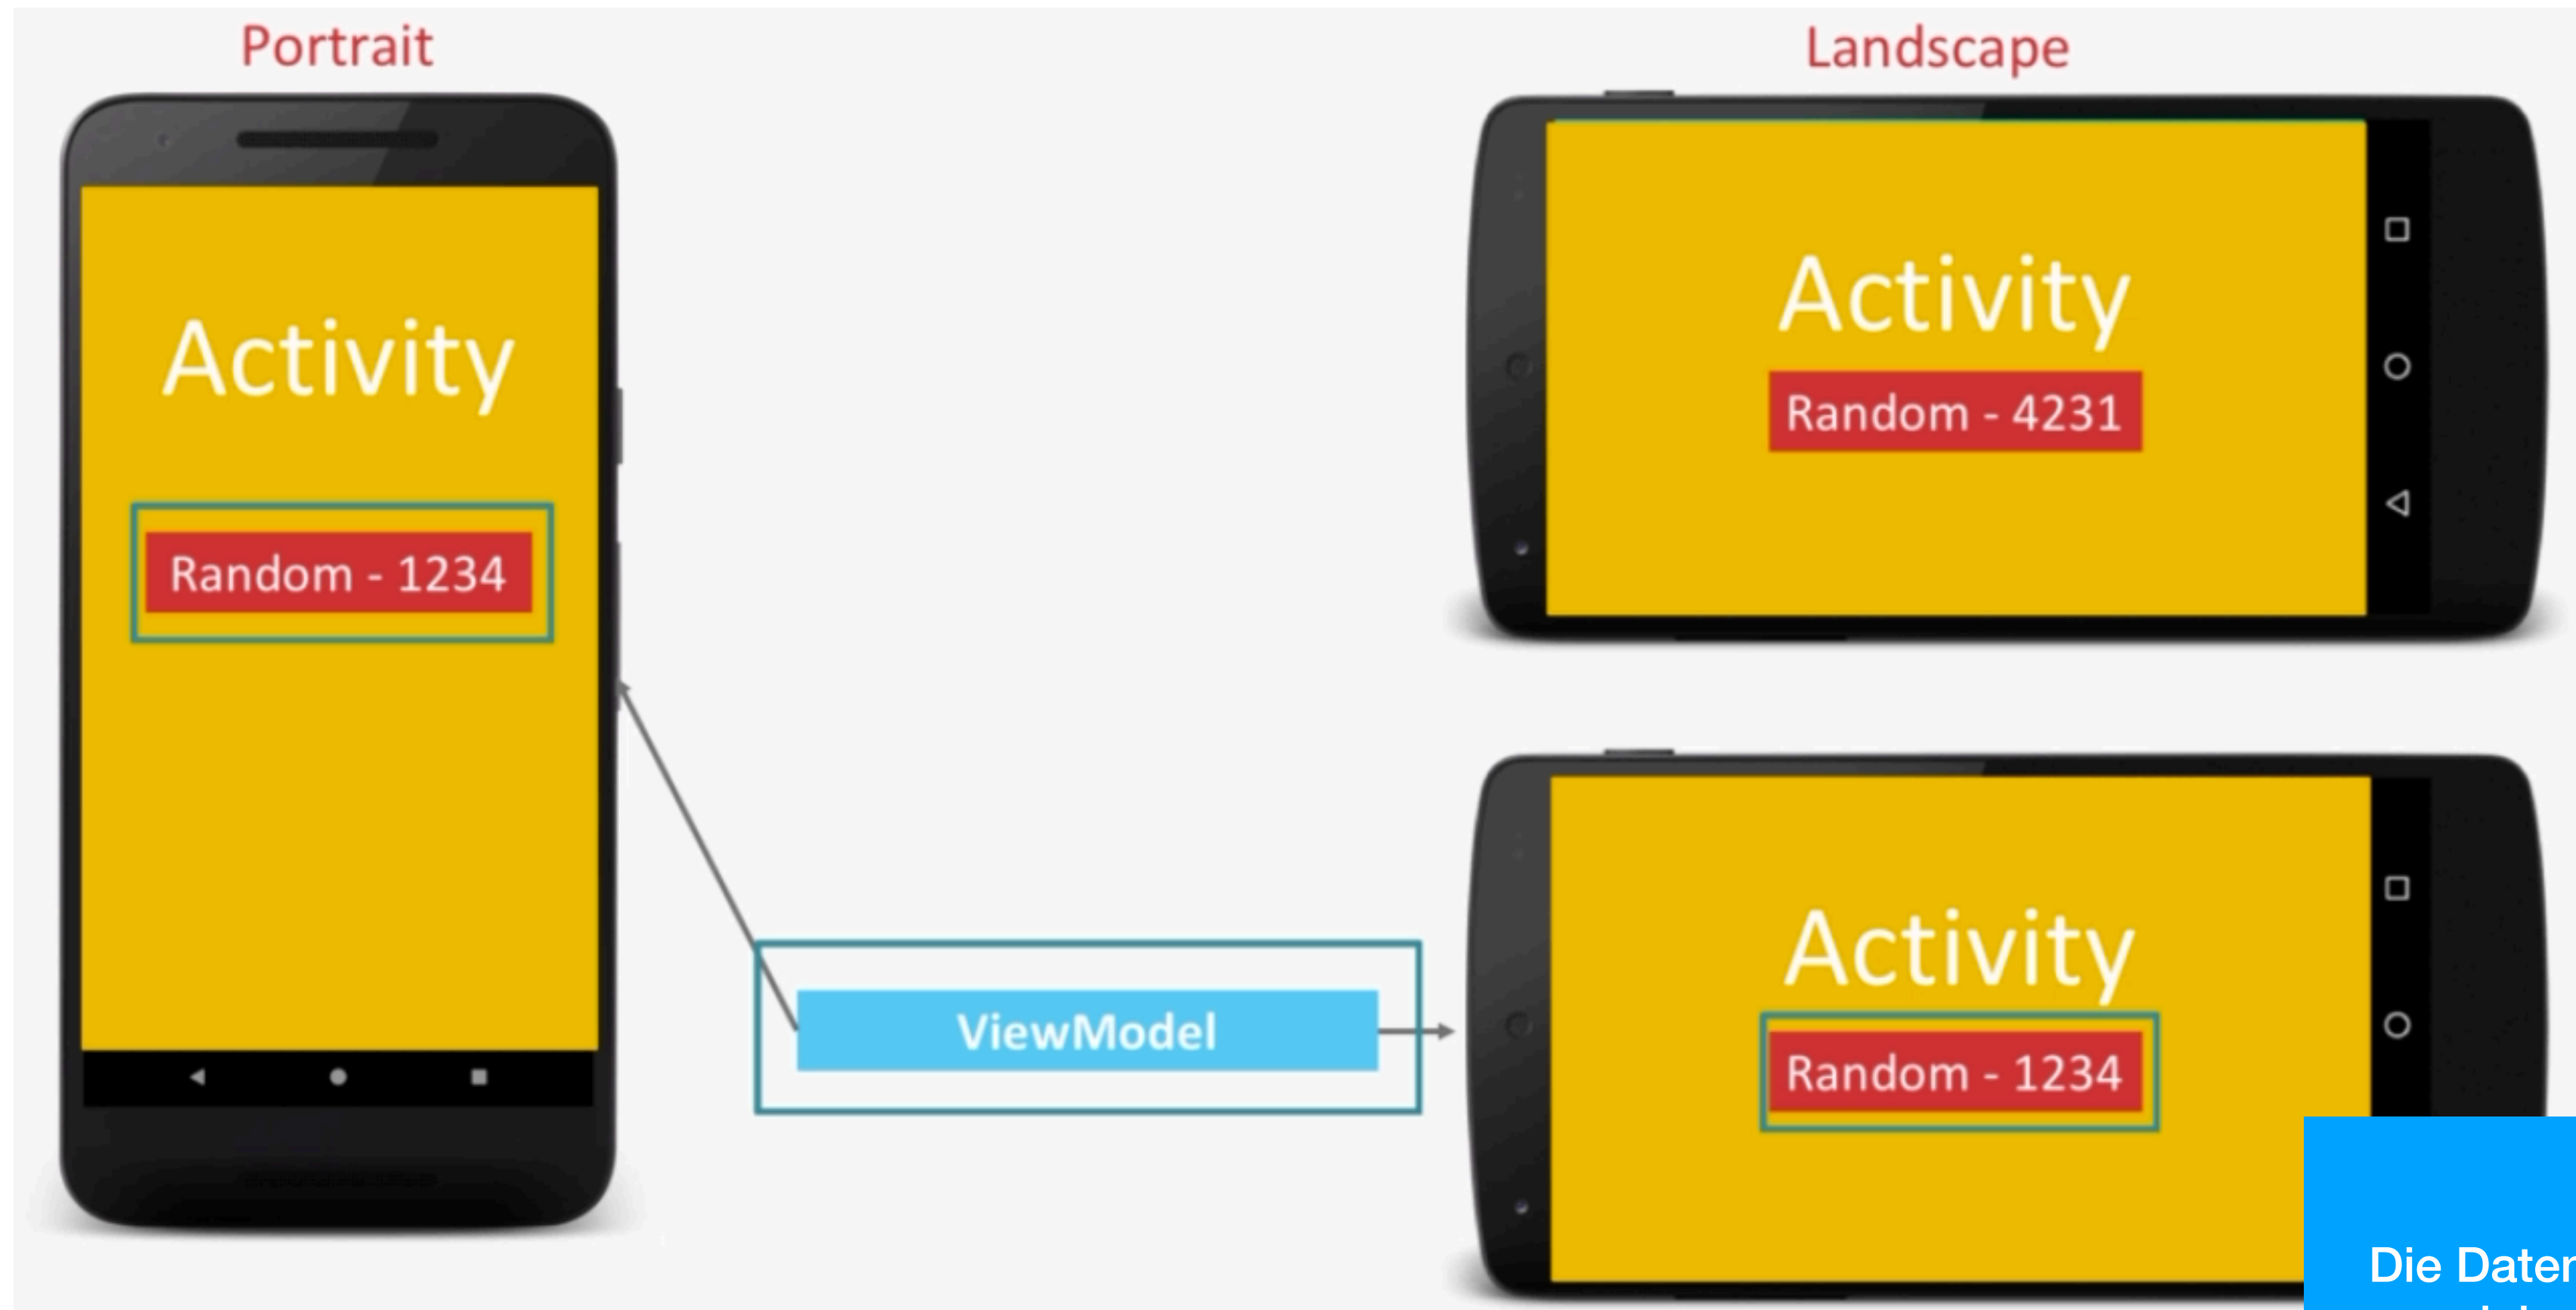 Portrait
Landscape
Activity
Random - 1234
Activity
Random - 4231
ViewModel
Activity
Random - 1234
Die Daten